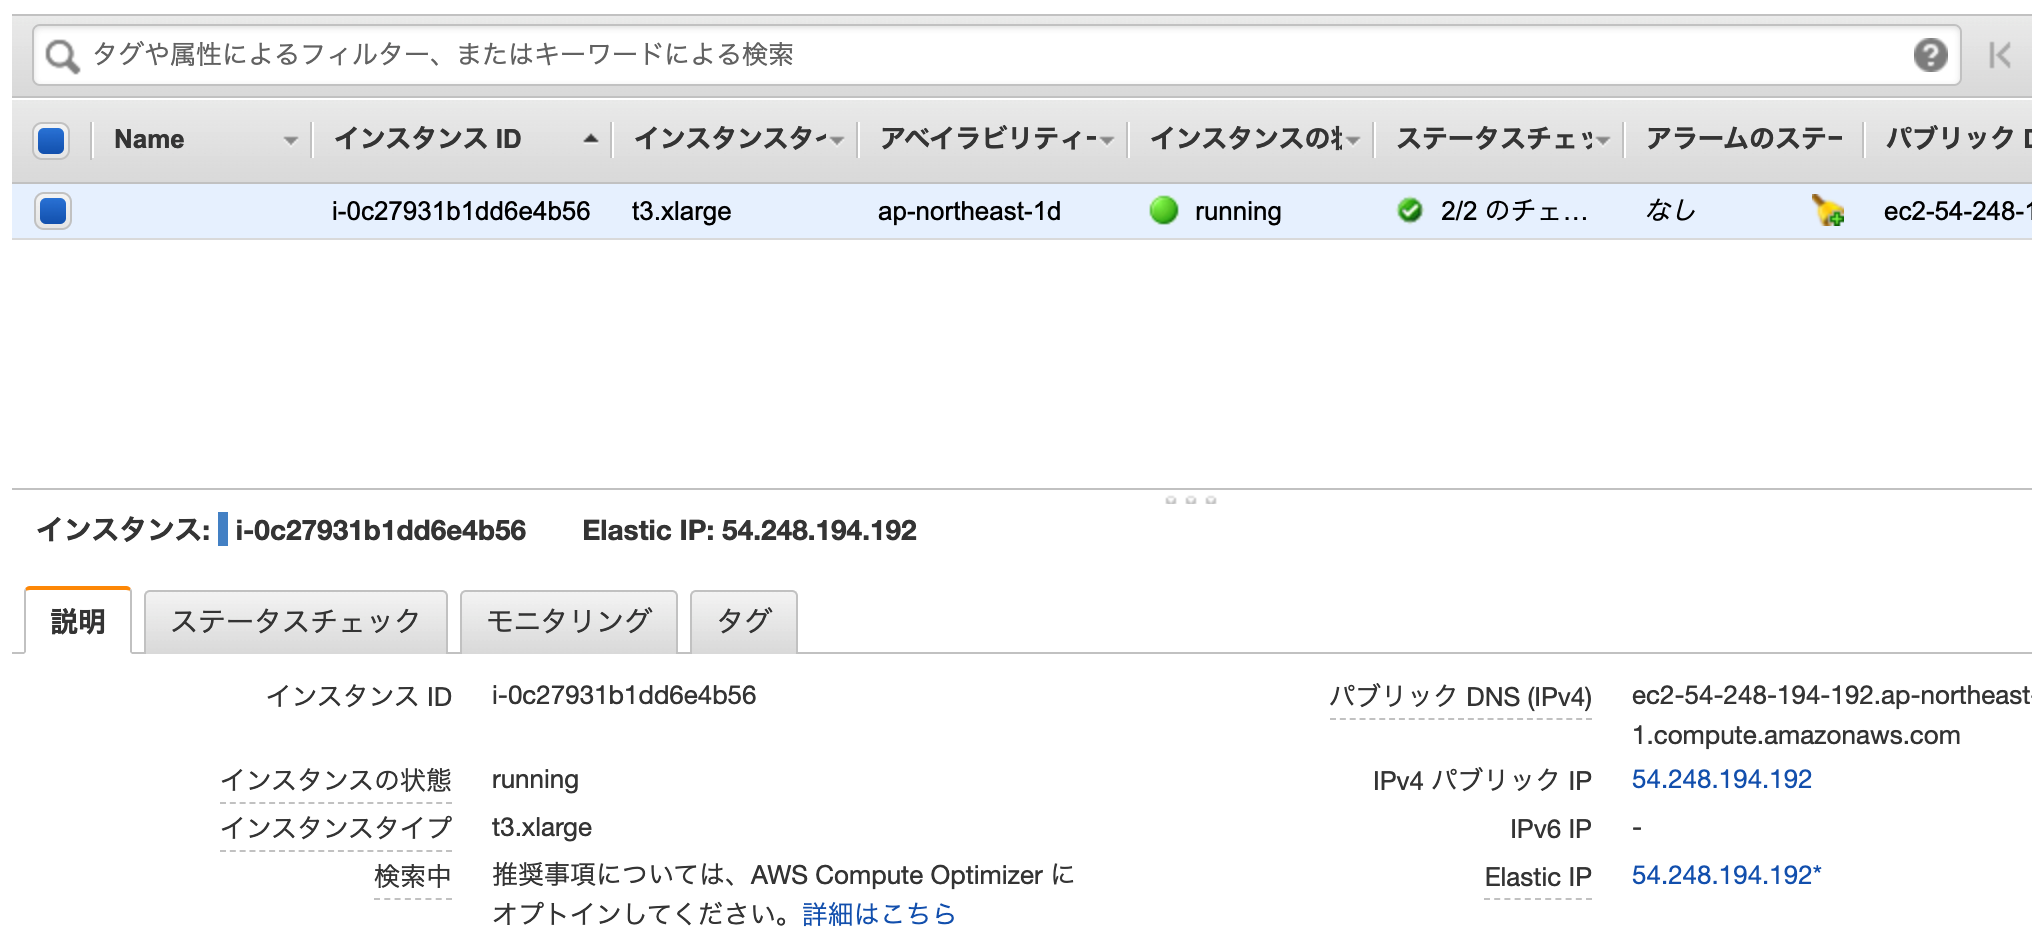 タグや属性によるフィルター、またはキーワードによる検索
Name インスタンス ID インスタンスター アベイラビリティー インスタンスの状 ステータスチェッ アラームのステー パブリック D
i-0c27931b1dd6e4b56 t3.xlarge ap-northeast-1d running 2/2 のチェ... なし ec2-54-248-1
インスタンス: i-0c27931b1dd6e4b56 Elastic IP: 54.248.194.192
説明 ステータスチェック モニタリング タグ
インスタンス ID i-0c27931b1dd6e4b56 パブリック DNS (IPv4) ec2-54-248-194-192.ap-northeast-
1.compute.amazonaws.com
インスタンスの状態 running IPv4 パブリック IP 54.248.194.192
インスタンスタイプ t3.xlarge IPv6 IP -
検索中 推奨事項については、AWS Compute Optimizer に Elastic IP 54.248.194.192*
オプトインしてください。詳細はこちら